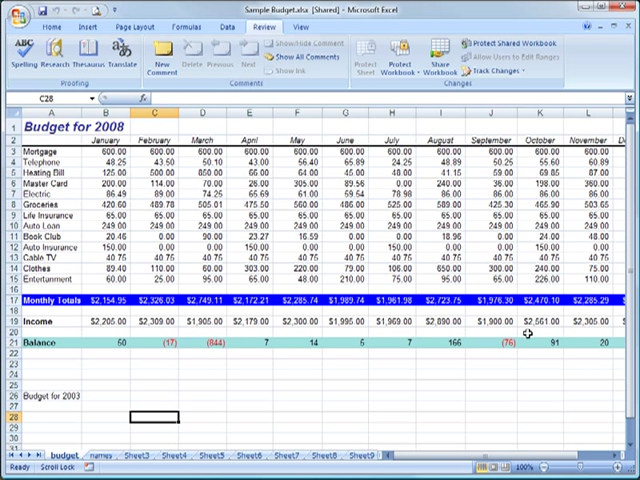 Sample Budget.xlsx [Shared] - Microsoft Excel
Home Insert Page Layout Formulas Data Review View
Spelling Research Thesaurus Translate New Comment Delete Previous Next Show/Hide Comment Show All Comments Show Ink Protect Sheet Protect Workbook Share Workbook Protect Shared Workbook Allow Users to Edit Ranges Track Changes
Proofing Comments Changes
C28 fx
A B C D E F G H I J K L
1 Budget for 2008
2 January February March April May June July August September October November D
3 Mortgage 600.00 600.00 600.00 600.00 600.00 600.00 600.00 600.00 600.00 600.00 600.00
4 Telephone 48.25 43.50 50.10 43.00 56.40 65.89 24.25 48.89 50.25 55.60 60.89
5 Heating Bill 125.00 500.00 850.00 66.00 64.00 45.00 48.00 41.15 59.00 69.85 87.00
6 Master Card 200.00 114.00 70.00 26.00 305.00 89.56 0.00 240.00 36.00 198.00 360.00
7 Electric 86.49 89.00 74.25 65.69 61.00 59.54 78.98 86.00 86.00 86.00 86.00
8 Groceries 420.60 489.78 505.01 475.50 560.00 486.00 525.00 589.00 425.30 465.90 503.65
9 Life Insurance 65.00 65.00 65.00 65.00 65.00 65.00 65.00 65.00 65.00 65.00 65.00
10 Auto Loan 249.00 249.00 249.00 249.00 249.00 249.00 249.00 249.00 249.00 249.00 249.00
11 Book Club 20.46 0.00 90.00 23.27 16.59 0.00 0.00 18.96 0.00 24.00 48.00
12 Auto Insurance 150.00 0.00 0.00 150.00 0.00 0.00 150.00 0.00 0.00 150.00 0.00
13 Cable TV 40.75 40.75 40.75 40.75 40.75 40.75 40.75 40.75 40.75 40.75 40.75
14 Clothes 89.40 110.00 60.00 303.00 220.00 79.00 106.00 650.00 300.00 240.00 75.00
15 60.00 25.00 95.00 65.00 48.00 210.00 75.00 95.00 65.00 226.00 110.00
16
17 Monthly Totals $2,154.95 $2,326.03 $2,749.11 $2,172.21 $2,285.74 $1,989.74 $1,961.98 $2,723.75 $1,976.30 $2,470.10 $2,285.29
18
19 Income $2,205.00 $2,309.00 $1,905.00 $2,179.00 $2,300.00 $1,995.00 $1,969.00 $2,890.00 $1,900.00 $2,561.00 $2,305.00
20
21 Balance 50 (17) (844) 7 14 5 7 166 (76) 91 20
22
23
24
25
26 Budget for 2003
27
28
29
30
31
budget names Sheet3 Sheet4 Sheet5 Sheet6 Sheet7 Sheet8 Sheet9
Ready Scroll Lock 100%